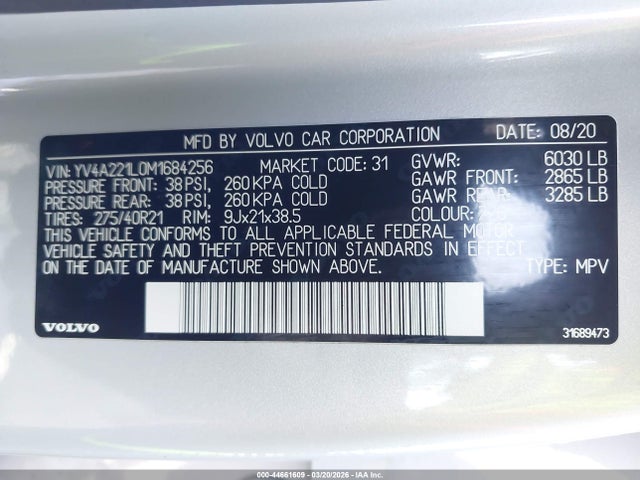 MFD BY VOLVO CAR CORPORATION DATE: 08/20
VIN: YV4A221L0M1684256 MARKET CODE: 31 GVWR: 6030 LB
PRESSURE FRONT: 38 PSI, 260 KPA COLD GAWR FRONT: 2865 LB
PRESSURE REAR: 38 PSI, 260 KPA COLD GAWR REAR: 3285 LB
TIRES: 275/40R21 RIM: 9Jx21x38.5 COLOUR:
THIS VEHICLE CONFORMS TO ALL APPLICABLE FEDERAL MOTOR
VEHICLE SAFETY AND THEFT PREVENTION STANDARDS IN EFFECT
ON THE DATE OF MANUFACTURE SHOWN ABOVE. TYPE: MPV
VOLVO 31689473
000-44661609 - 03/20/2026 - IAA Inc.